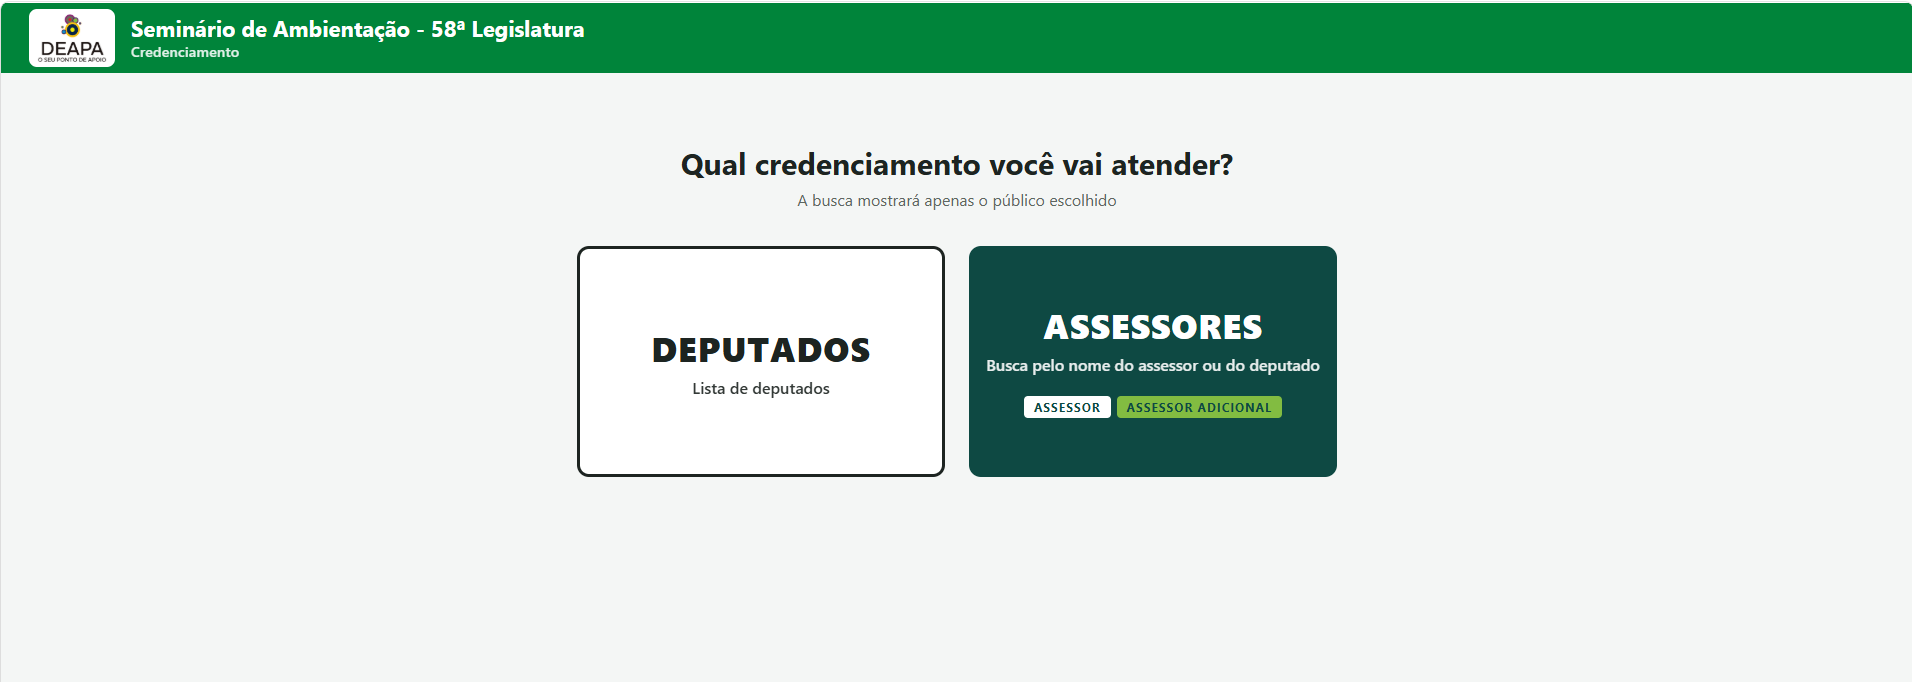 DEAPA
O SEU PONTO DE APOIO
Seminário de Ambientação - 58ª Legislatura
Credenciamento
Qual credenciamento você vai atender?
A busca mostrará apenas o público escolhido
DEPUTADOS
Lista de deputados
ASSESSORES
Busca pelo nome do assessor ou do deputado
ASSESSOR ASSESSOR ADICIONAL